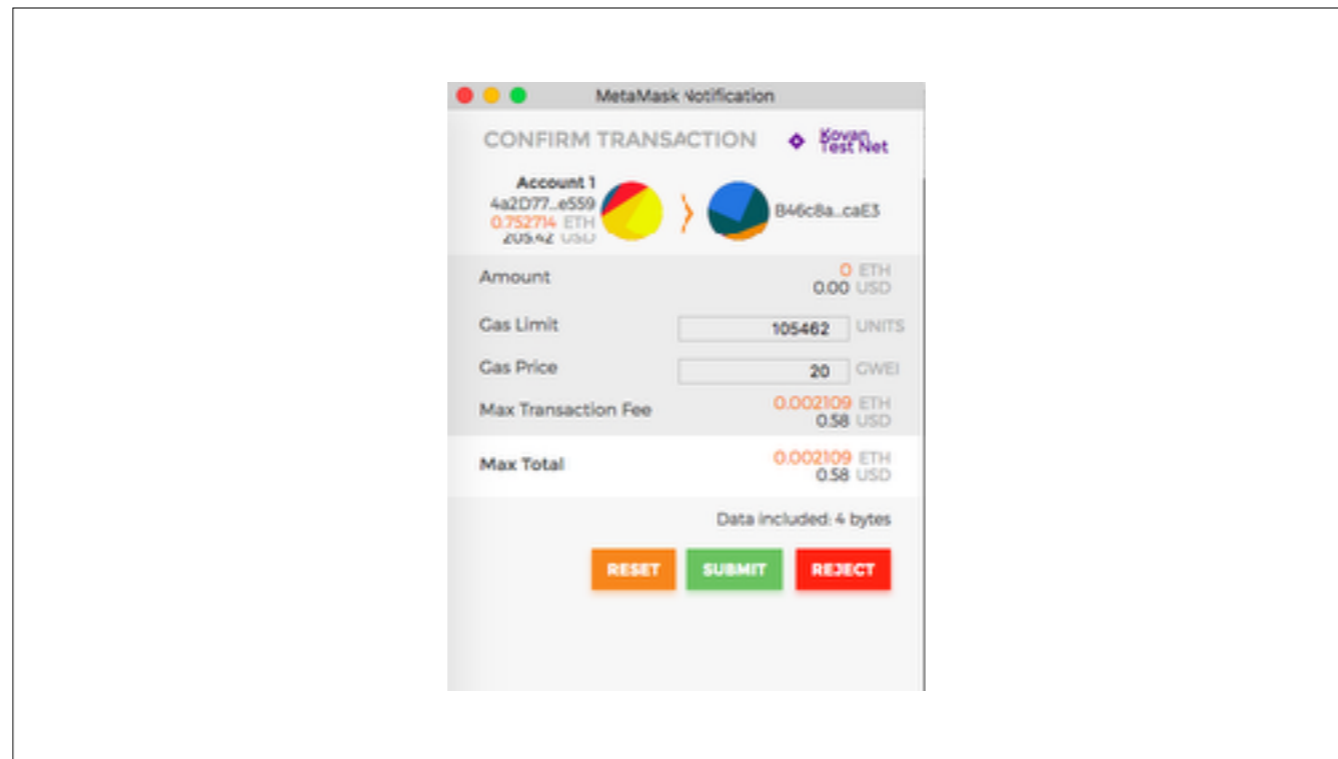 MetaMask Notification
CONFIRM TRANSACTION
Kovan
Test Net
Account 1
4a2D77...e559
0.752714 ETH
205.42 USD
B46c8a...caE3
Amount
0 ETH
0.00 USD
Gas Limit
105462 UNITS
Gas Price
20 GWEI
Max Transaction Fee
0.002109 ETH
0.58 USD
Max Total
0.002109 ETH
0.58 USD
Data included: 4 bytes
RESET SUBMIT REJECT